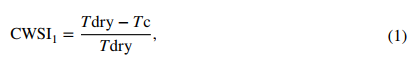 CWSI₁ = (Tdry − Tc) / Tdry, (1)